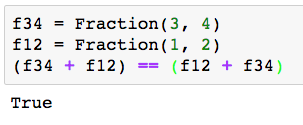 f34 = Fraction(3, 4)
f12 = Fraction(1, 2)
(f34 + f12) == (f12 + f34)
True